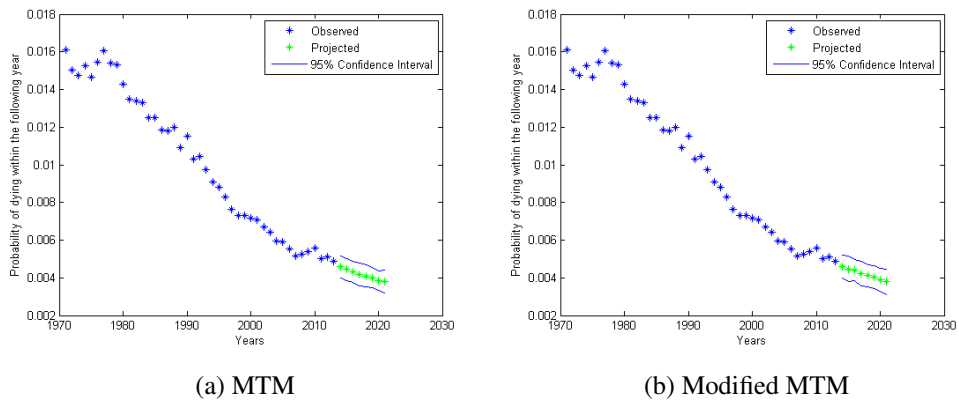 0.018
0.016
0.014
0.012
0.01
0.008
0.006
0.004
0.002
Probability of dying within the following year
1970 1980 1990 2000 2010 2020 2030
Years
Observed
Projected
95% Confidence Interval
(a) MTM
0.018
0.016
0.014
0.012
0.01
0.008
0.006
0.004
0.002
Probability of dying within the following year
1970 1980 1990 2000 2010 2020 2030
Years
Observed
Projected
95% Confidence Interval
(b) Modified MTM